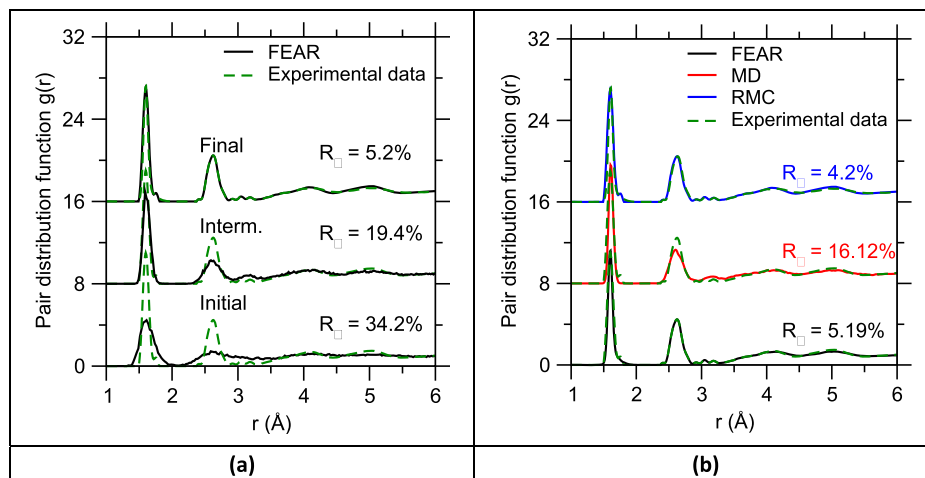 32
24
16
8
0
Pair distribution function g(r)
FEAR
Experimental data
Final
R□ = 5.2%
Interm.
R□ = 19.4%
Initial
R□ = 34.2%
1 2 3 4 5 6
r (Å)
(a)
32
24
16
8
0
Pair distribution function g(r)
FEAR
MD
RMC
Experimental data
R□ = 4.2%
R□ = 16.12%
R□ = 5.19%
1 2 3 4 5 6
r (Å)
(b)